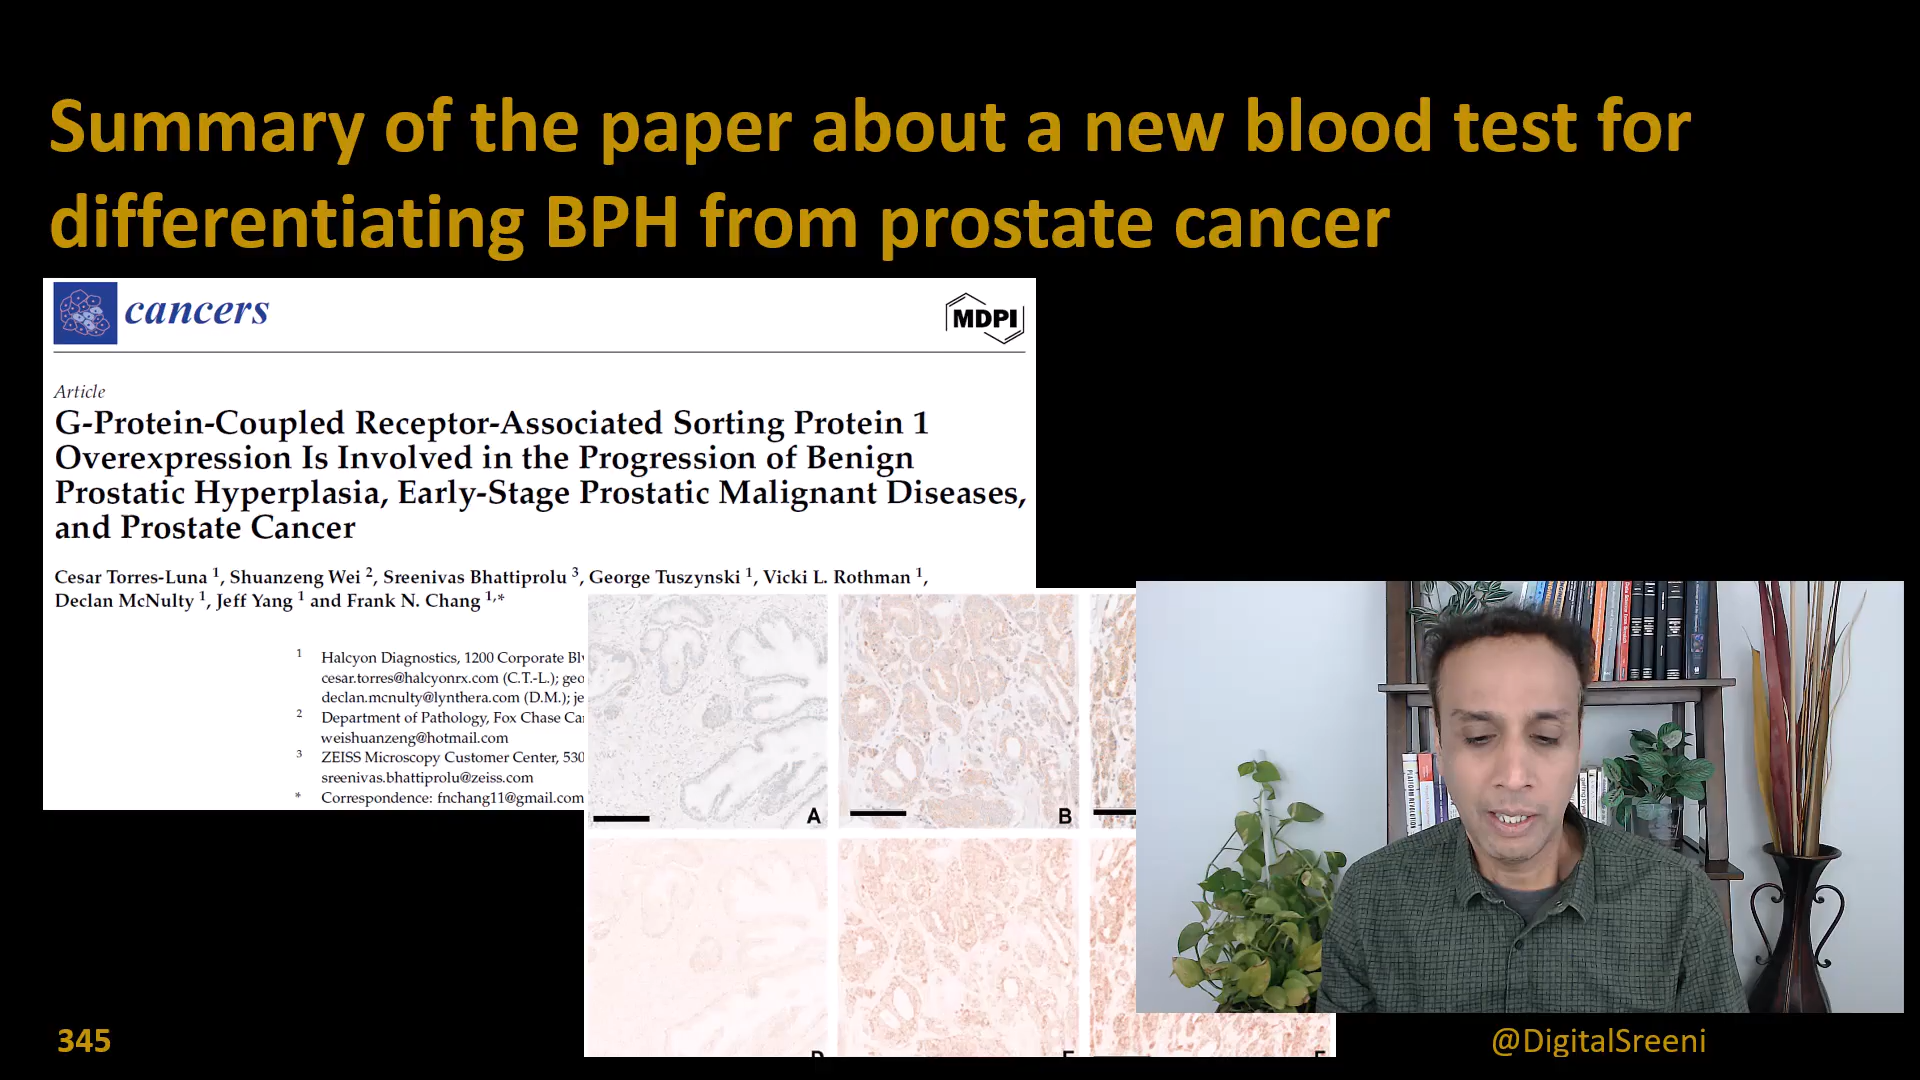 Summary of the paper about a new blood test for
differentiating BPH from prostate cancer
cancers
MDPI
Article
G-Protein-Coupled Receptor-Associated Sorting Protein 1
Overexpression Is Involved in the Progression of Benign
Prostatic Hyperplasia, Early-Stage Prostatic Malignant Diseases,
and Prostate Cancer
Cesar Torres-Luna 1, Shuanzeng Wei 2, Sreenivas Bhattiprolu 3, George Tuszynski 1, Vicki L. Rothman 1,
Declan McNulty 1, Jeff Yang 1 and Frank N. Chang 1,*
1 Halcyon Diagnostics, 1200 Corporate
cesar.torres@halcyonrx.com (C.T.-L.);
declan.mcnulty@lynthera.com (D.M.);
2 Department of Pathology, Fox Chase
weishuanzeng@hotmail.com
3 ZEISS Microscopy Customer Center,
sreenivas.bhattiprolu@zeiss.com
* Correspondence: fnchang11@gmail.com
A
B
PLATFORM REVOLUTION
345
@DigitalSreeni